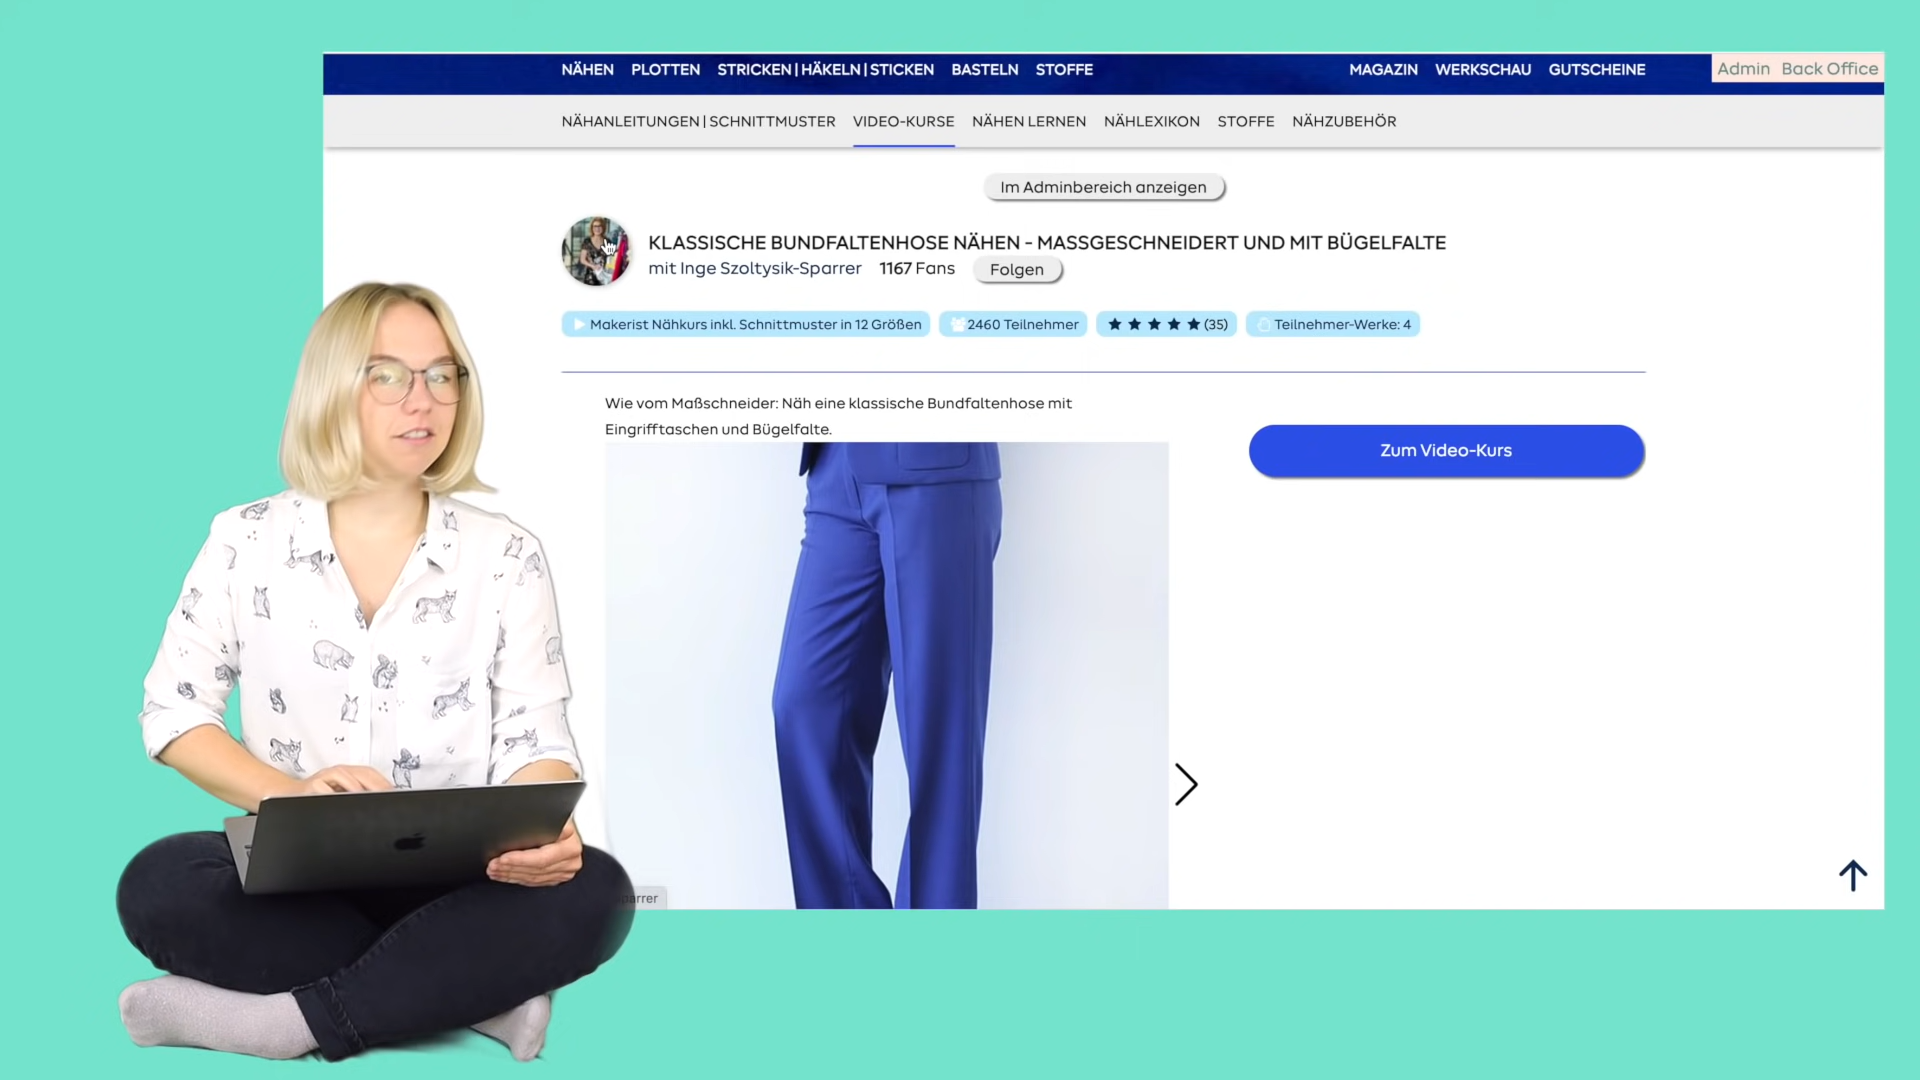 NÄHEN PLOTTEN STRICKEN | HÄKELN | STICKEN BASTELN STOFFE MAGAZIN WERKSCHAU GUTSCHEINE Admin Back Office
NÄHANLEITUNGEN | SCHNITTMUSTER VIDEO-KURSE NÄHEN LERNEN NÄHLEXIKON STOFFE NÄHZUBEHÖR
Im Adminbereich anzeigen
KLASSISCHE BUNDFALTENHOSE NÄHEN - MASSGESCHNEIDERT UND MIT BÜGELFALTE
mit Inge Szoltysik-Sparrer 1167 Fans Folgen
Makerist Nähkurs inkl. Schnittmuster in 12 Größen 2460 Teilnehmer (35) Teilnehmer-Werke: 4
Wie vom Maßschneider: Näh eine klassische Bundfaltenhose mit
Eingrifftaschen und Bügelfalte.
Zum Video-Kurs